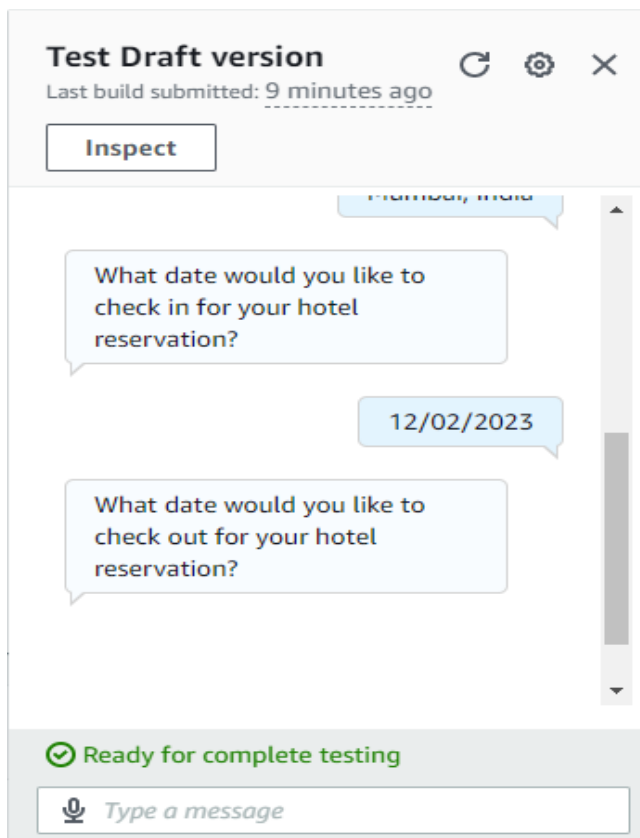 Test Draft version
Last build submitted: 9 minutes ago
Inspect
Mumbai, India
What date would you like to
check in for your hotel
reservation?
12/02/2023
What date would you like to
check out for your hotel
reservation?
Ready for complete testing
Type a message